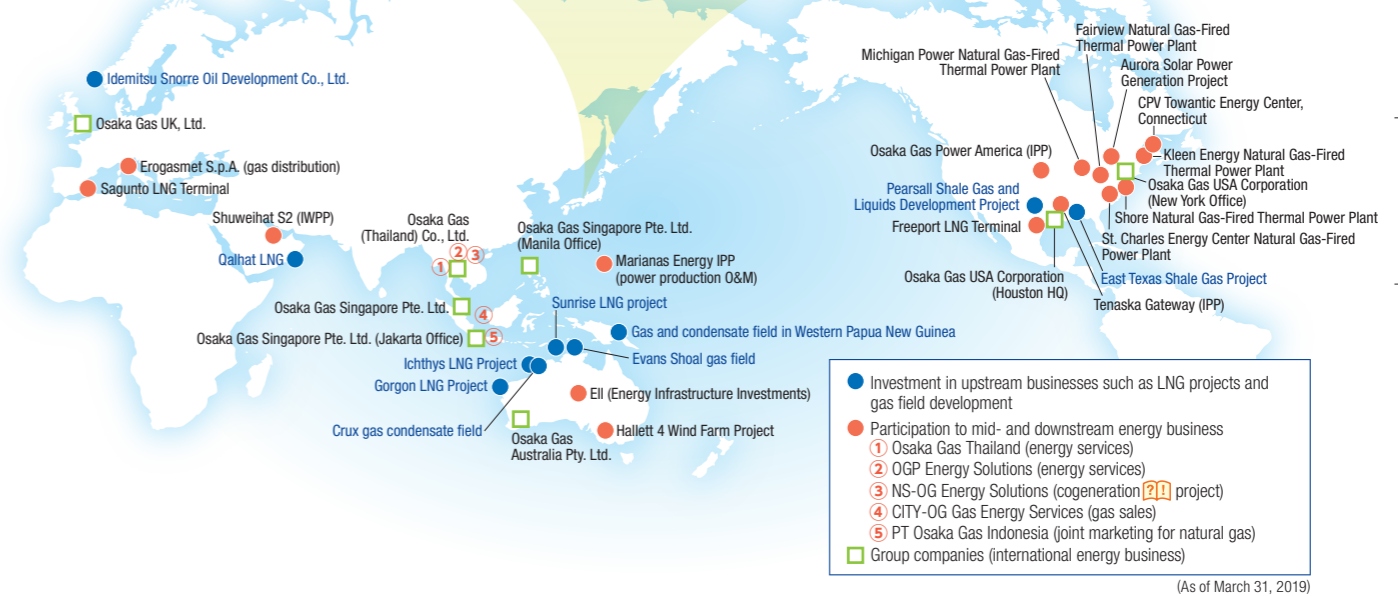 Idemitsu Snorre Oil Development Co., Ltd.
Osaka Gas UK, Ltd.
Erogasmet S.p.A. (gas distribution)
Sagunto LNG Terminal
Shuweihat S2 (IWPP)
Qalhat LNG
Osaka Gas
(Thailand) Co., Ltd.
② ③
①
Osaka Gas Singapore Pte. Ltd.
(Manila Office)
Marianas Energy IPP
(power production O&M)
Osaka Gas Singapore Pte. Ltd.
④
Osaka Gas Singapore Pte. Ltd. (Jakarta Office)
⑤
Sunrise LNG project
Gas and condensate field in Western Papua New Guinea
Evans Shoal gas field
Ichthys LNG Project
Gorgon LNG Project
Crux gas condensate field
EII (Energy Infrastructure Investments)
Osaka Gas
Australia Pty. Ltd.
Hallett 4 Wind Farm Project
Michigan Power Natural Gas-Fired
Thermal Power Plant
Fairview Natural Gas-Fired
Thermal Power Plant
Aurora Solar Power
Generation Project
CPV Towantic Energy Center,
Connecticut
Osaka Gas Power America (IPP)
Kleen Energy Natural Gas-Fired
Thermal Power Plant
Osaka Gas USA Corporation
(New York Office)
Pearsall Shale Gas and
Liquids Development Project
Freeport LNG Terminal
Shore Natural Gas-Fired Thermal Power Plant
St. Charles Energy Center Natural Gas-Fired
Power Plant
Osaka Gas USA Corporation
(Houston HQ)
East Texas Shale Gas Project
Tenaska Gateway (IPP)
Investment in upstream businesses such as LNG projects and
gas field development
Participation to mid- and downstream energy business
① Osaka Gas Thailand (energy services)
② OGP Energy Solutions (energy services)
③ NS-OG Energy Solutions (cogeneration ?! project)
④ CITY-OG Gas Energy Services (gas sales)
⑤ PT Osaka Gas Indonesia (joint marketing for natural gas)
Group companies (international energy business)
(As of March 31, 2019)